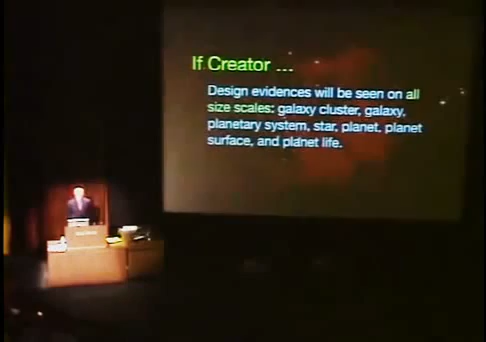 If Creator ...
Design evidences will be seen on all
size scales: galaxy cluster, galaxy,
planetary system, star, planet, planet
surface, and planet life.